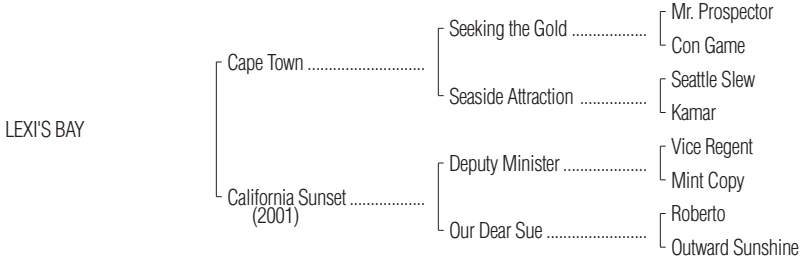 Mr. Prospector
Seeking the Gold ..................
Con Game
Cape Town ............................
Seattle Slew
Seaside Attraction ................
Kamar
LEXI'S BAY
Vice Regent
Deputy Minister ....................
Mint Copy
California Sunset ..................
(2001)
Roberto
Our Dear Sue ........................
Outward Sunshine